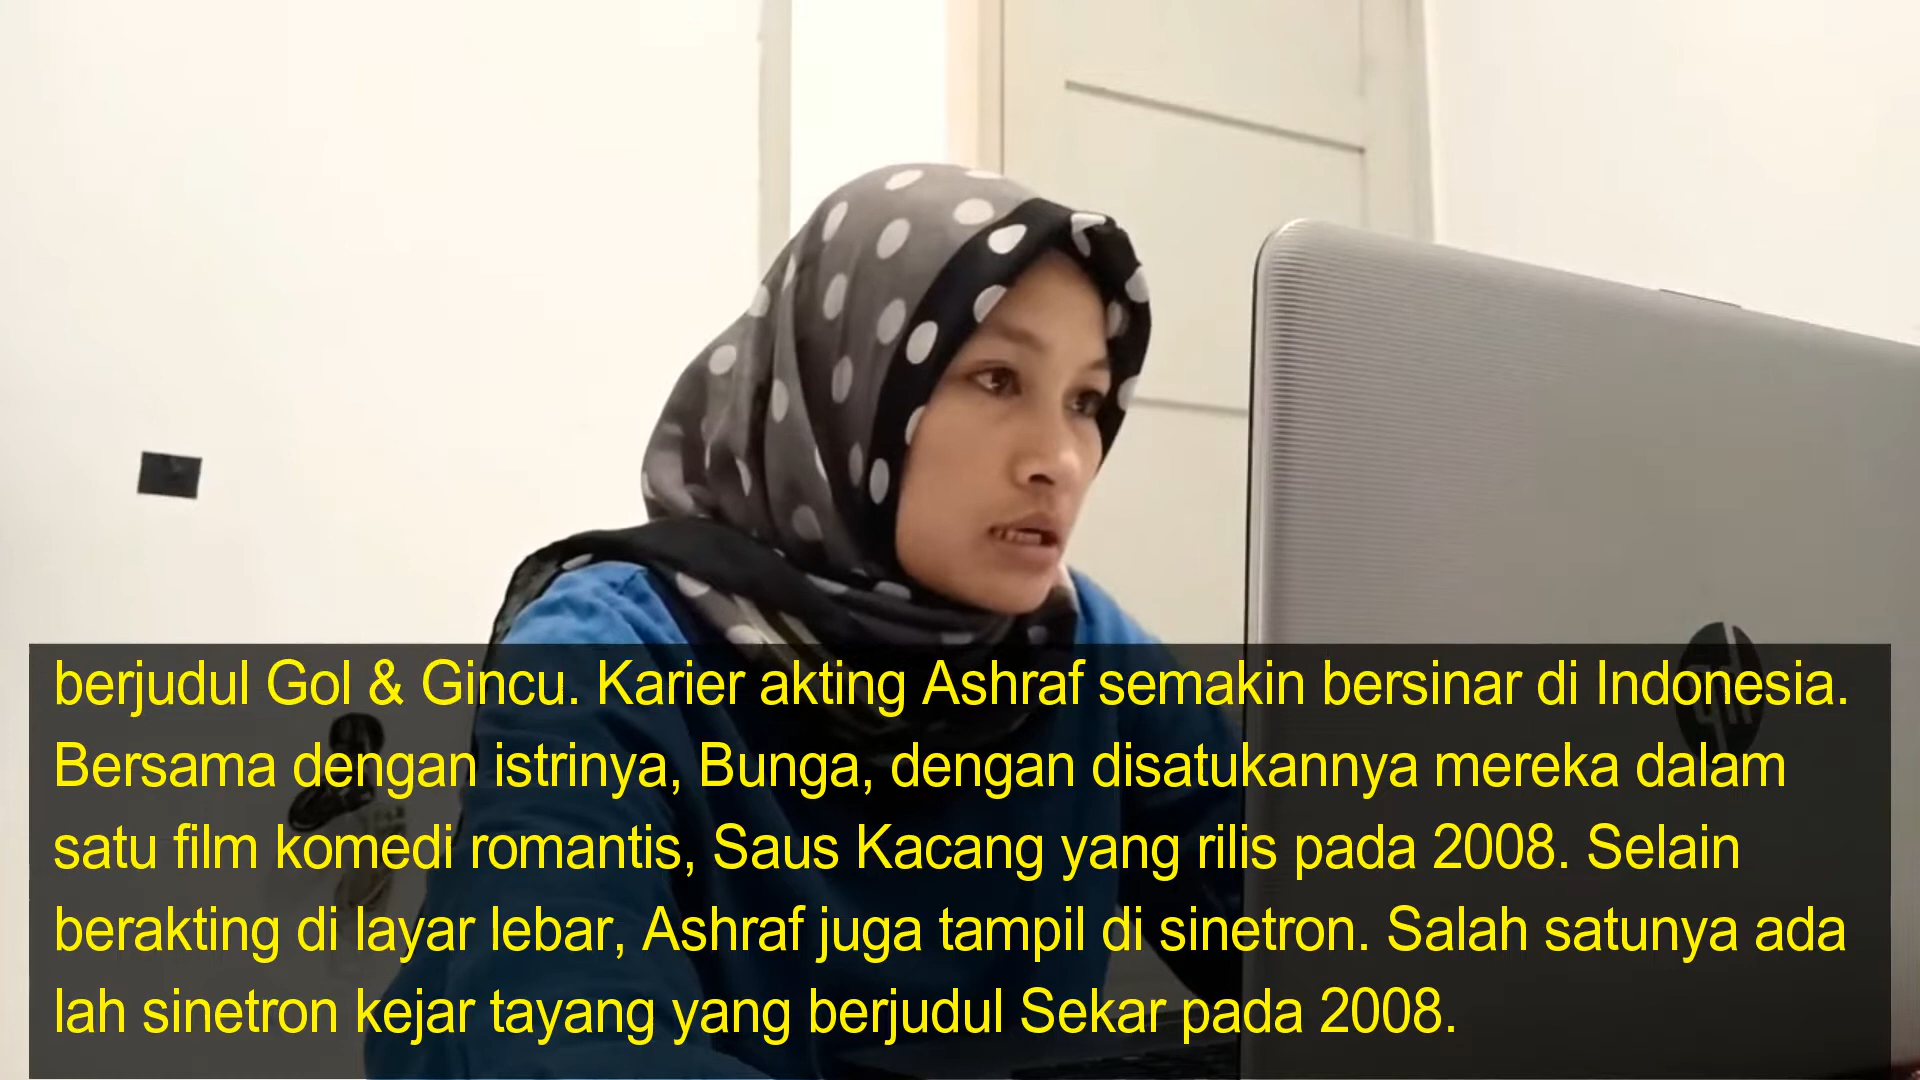 berjudul Gol & Gincu. Karier akting Ashraf semakin bersinar di Indonesia.
Bersama dengan istrinya, Bunga, dengan disatukannya mereka dalam
satu film komedi romantis, Saus Kacang yang rilis pada 2008. Selain
berakting di layar lebar, Ashraf juga tampil di sinetron. Salah satunya ada
lah sinetron kejar tayang yang berjudul Sekar pada 2008.
hp